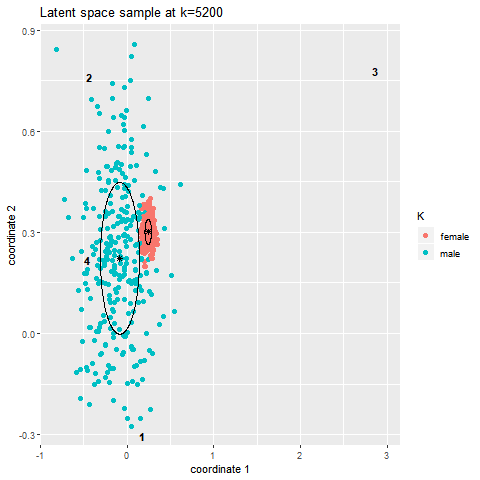 Latent space sample at k=5200
0.9
3
2
0.6
K
female
0.3
male
4
coordinate 2
0.0
-0.3
1
-1
0
1
2
3
coordinate 1